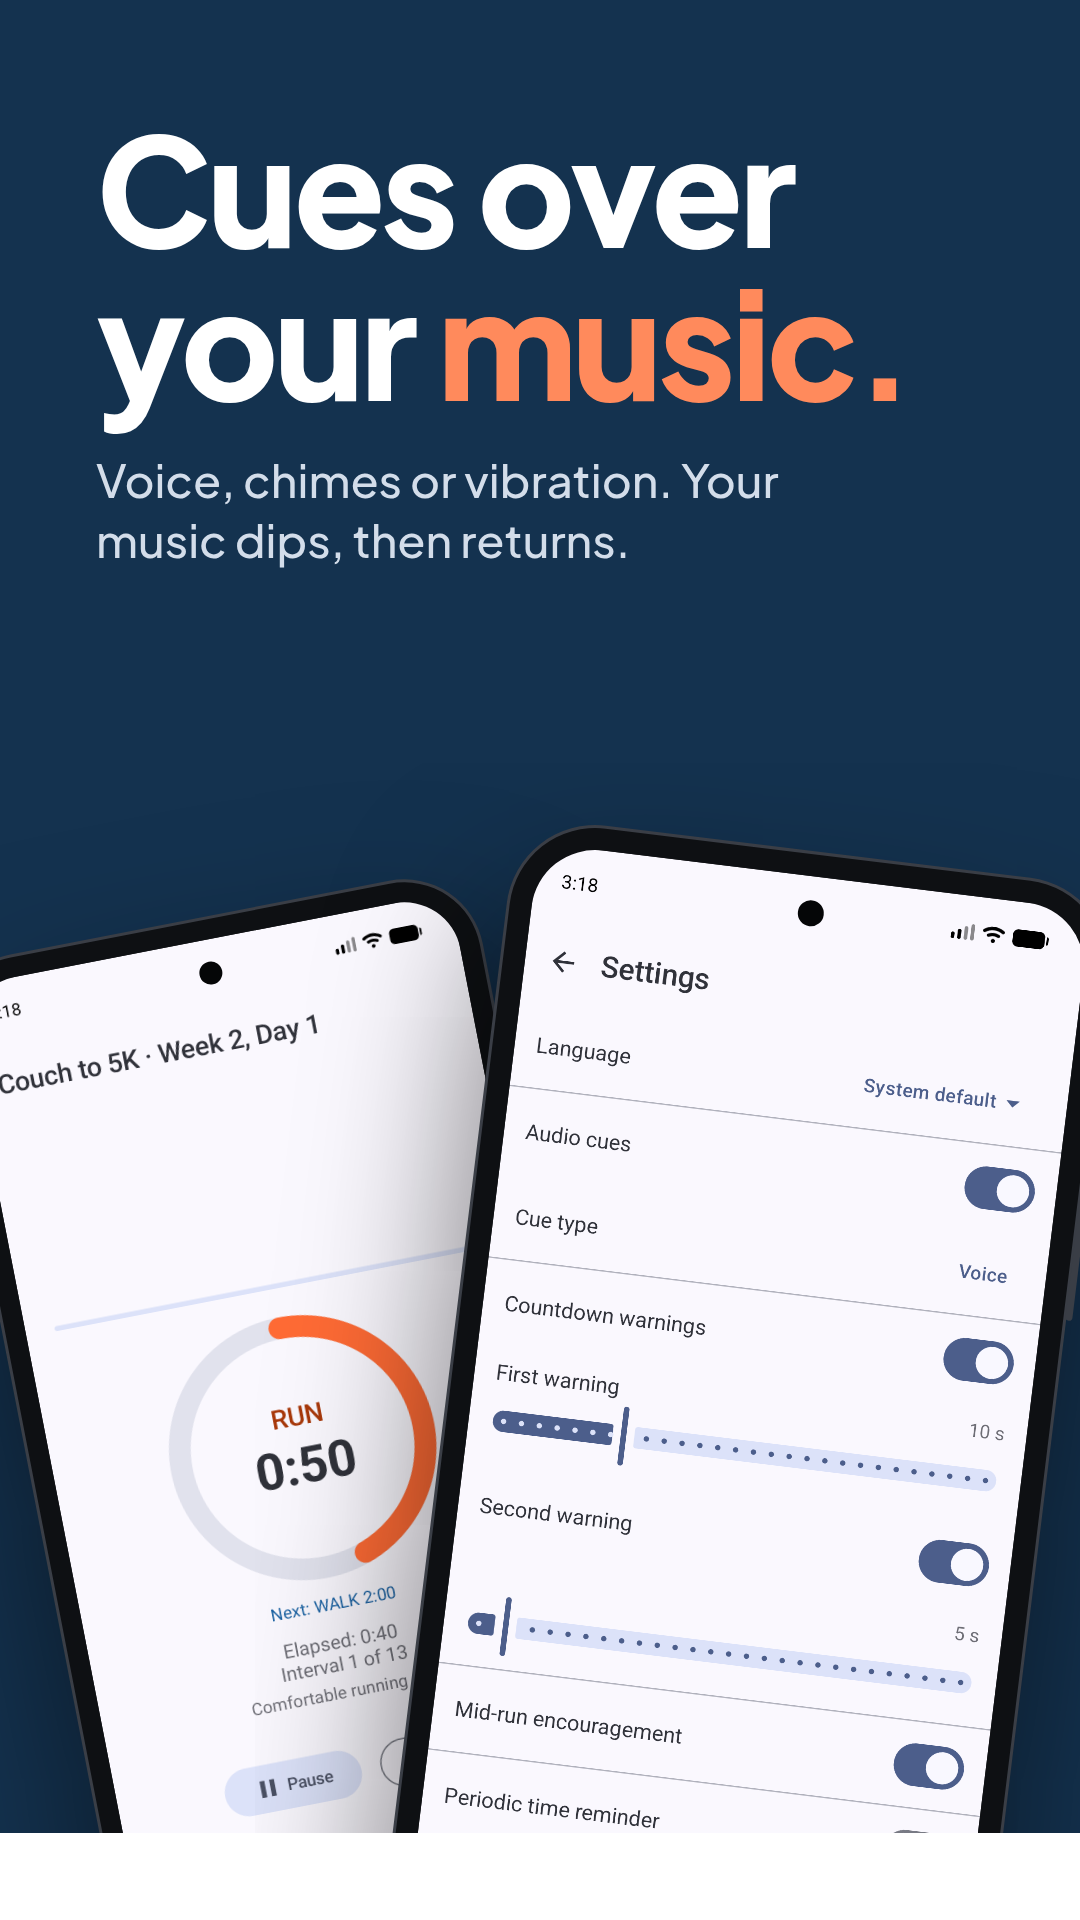 Cues over
your music.
Voice, chimes or vibration. Your
music dips, then returns.
:18
Couch to 5K · Week 2, Day 1
RUN
0:50
Next: WALK 2:00
Elapsed: 0:40
Interval 1 of 13
Comfortable running
Pause
3:18
Settings
Language
System default
Audio cues
Cue type
Voice
Countdown warnings
First warning
10 s
Second warning
5 s
Mid-run encouragement
Periodic time reminder